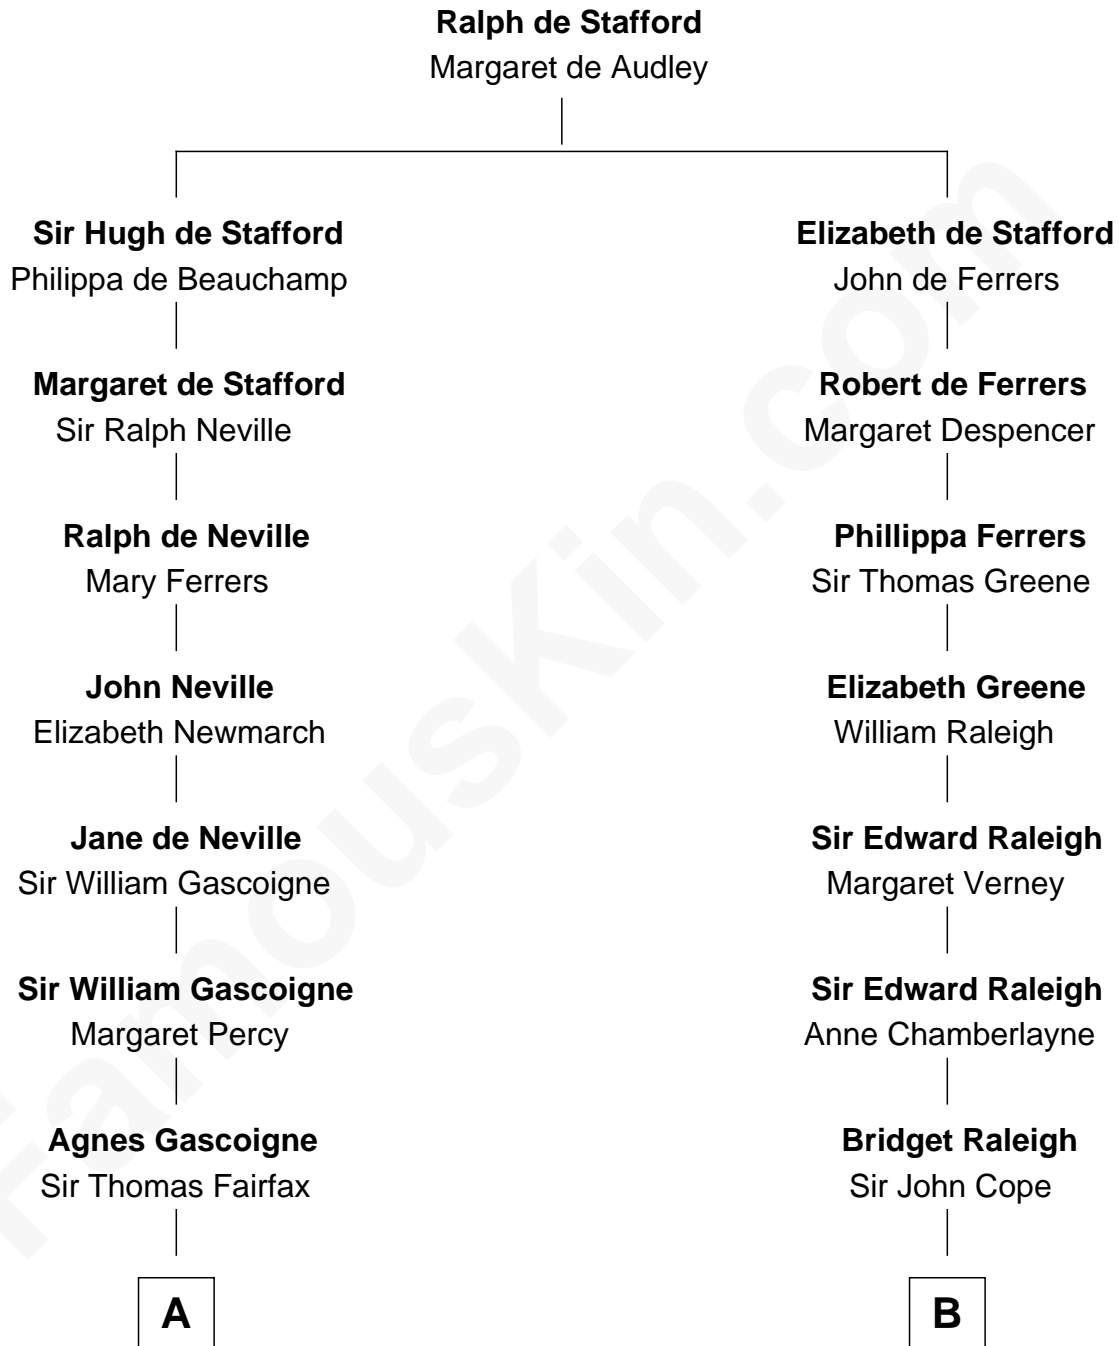 Ralph de Stafford
Margaret de Audley
Sir Hugh de Stafford
Philippa de Beauchamp
Elizabeth de Stafford
John de Ferrers
Margaret de Stafford
Sir Ralph Neville
Robert de Ferrers
Margaret Despencer
Ralph de Neville
Mary Ferrers
Phillippa Ferrers
Sir Thomas Greene
John Neville
Elizabeth Newmarch
Elizabeth Greene
William Raleigh
Jane de Neville
Sir William Gascoigne
Sir Edward Raleigh
Margaret Verney
Sir William Gascoigne
Margaret Percy
Sir Edward Raleigh
Anne Chamberlayne
Agnes Gascoigne
Sir Thomas Fairfax
Bridget Raleigh
Sir John Cope
A
B
FamousKin.com